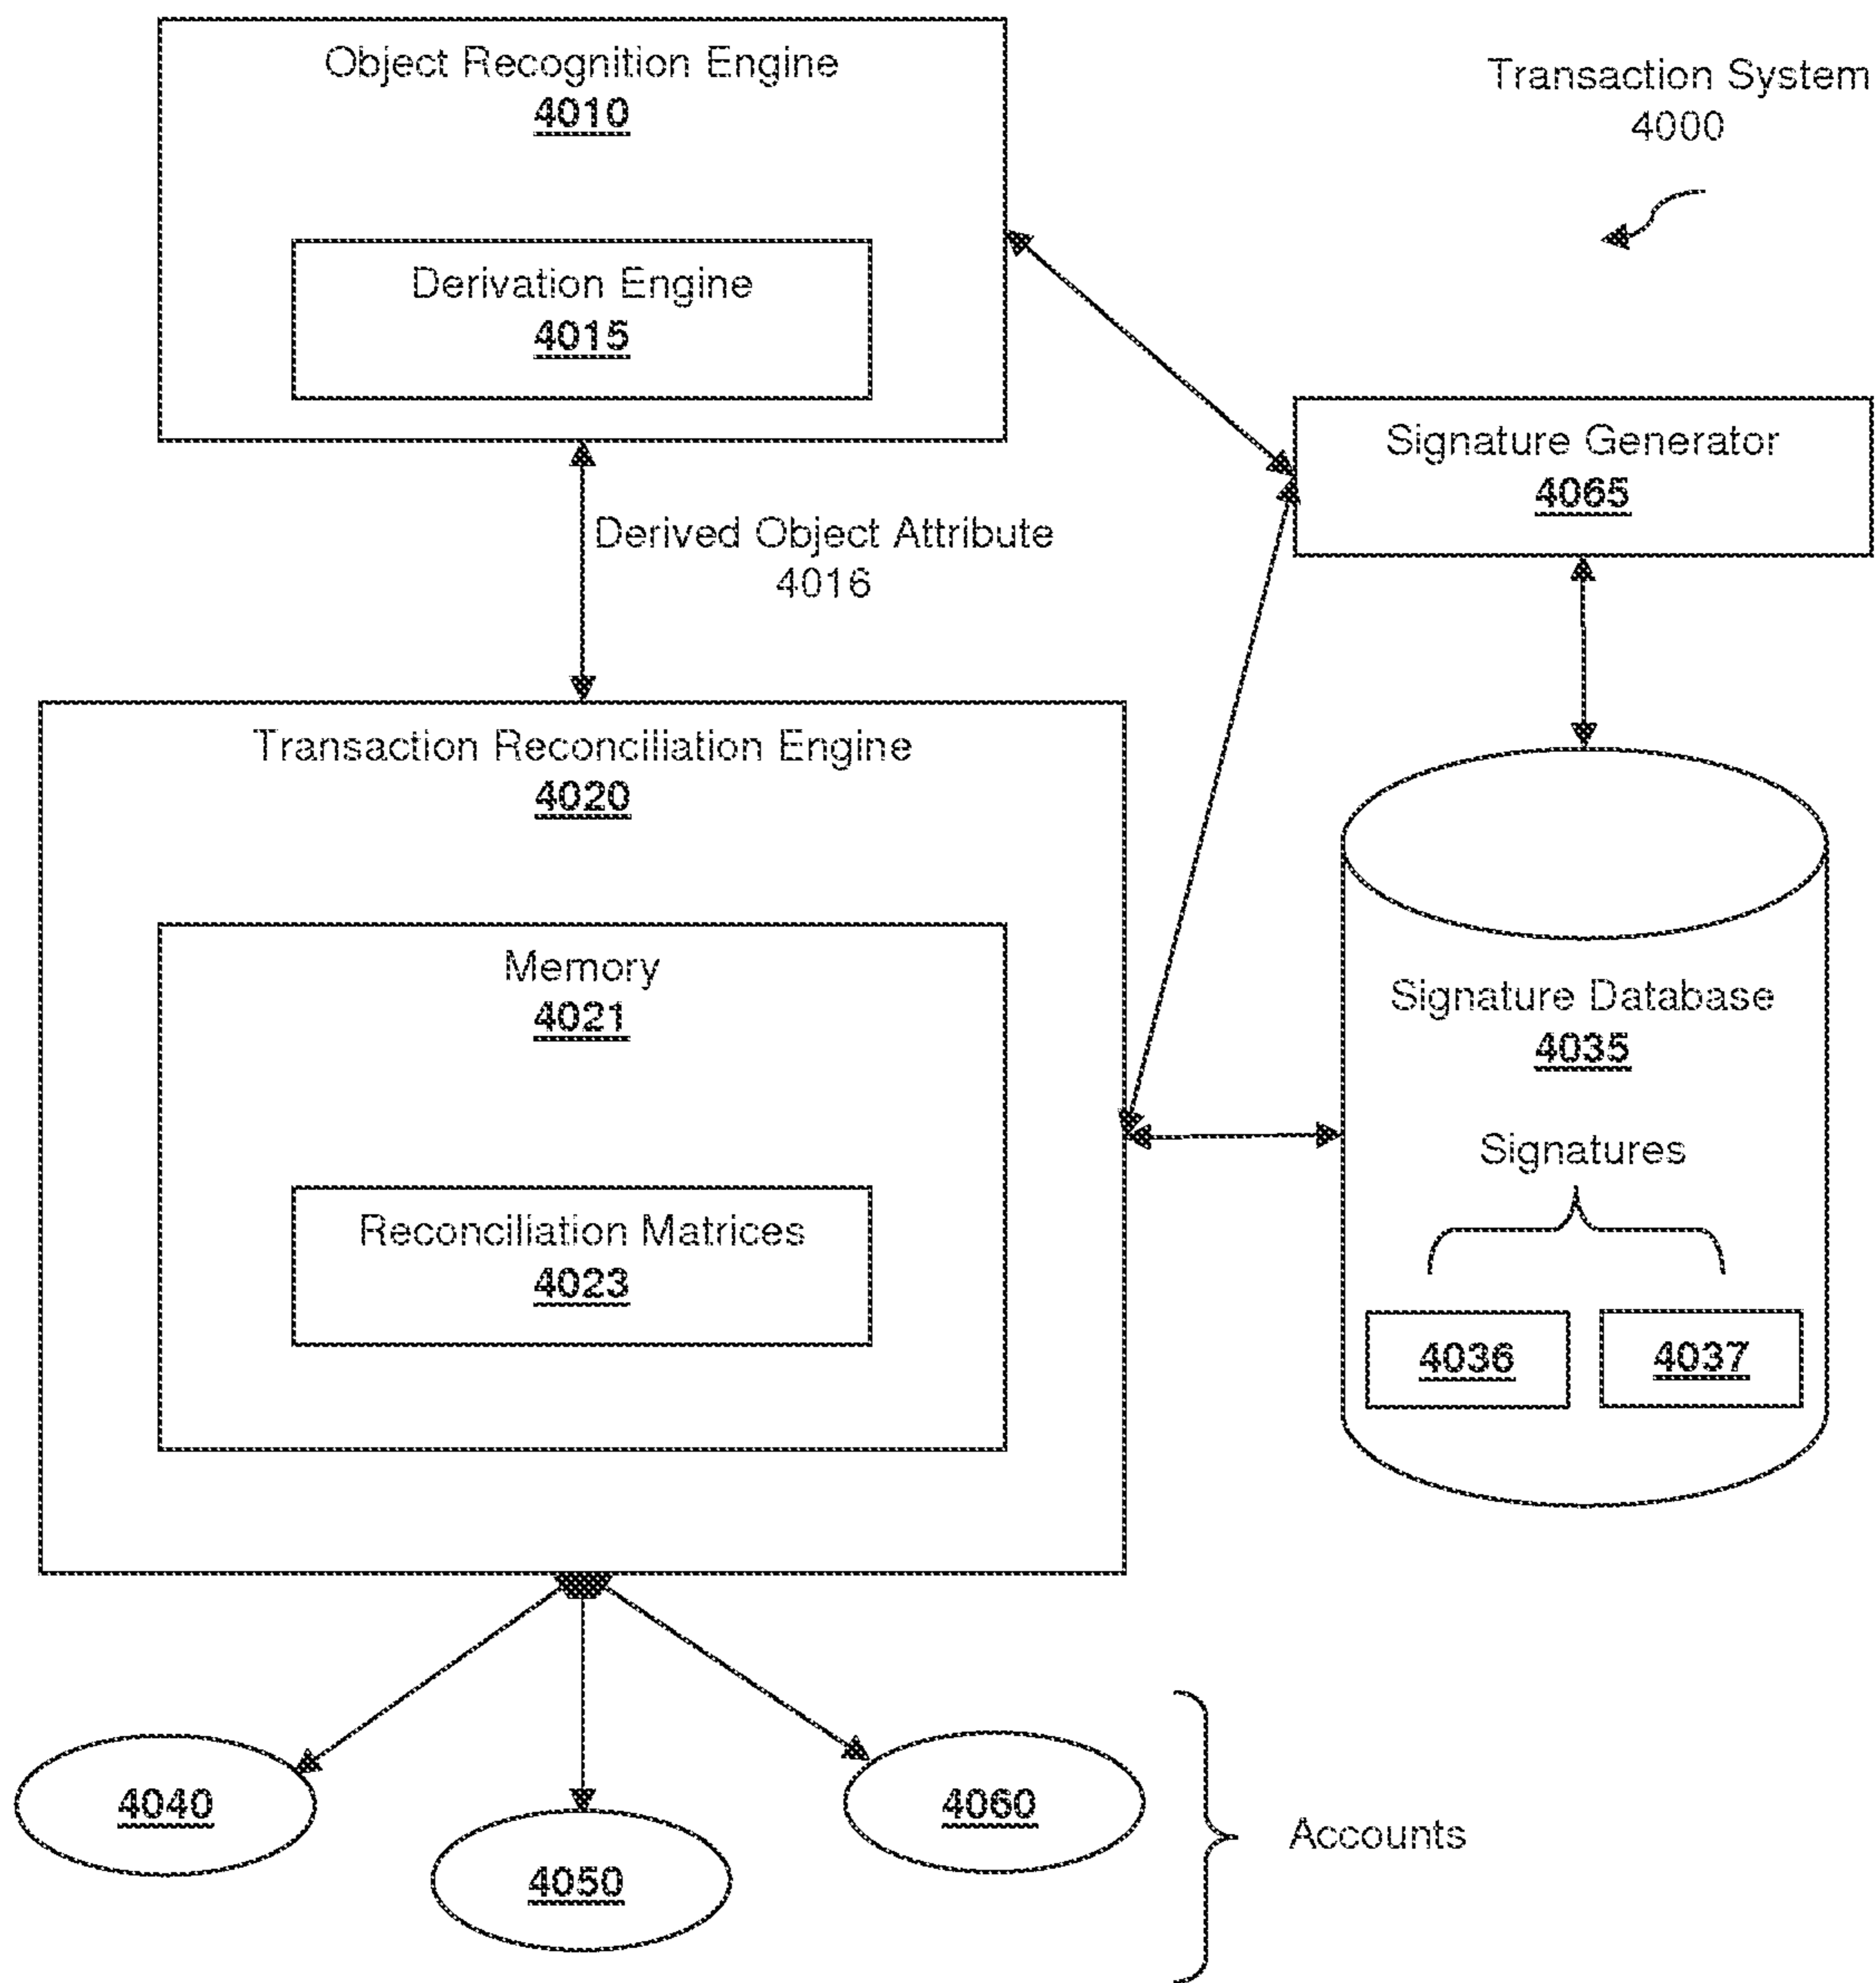 Object Recognition Engine
4010
Transaction System
4000
Derivation Engine
4015
Signature Generator
4065
Derived Object Attribute
4016
Transaction Reconciliation Engine
4020
Memory
4021
Signature Database
4035
Signatures
Reconciliation Matrices
4023
4036
4037
4040
4050
4060
Accounts